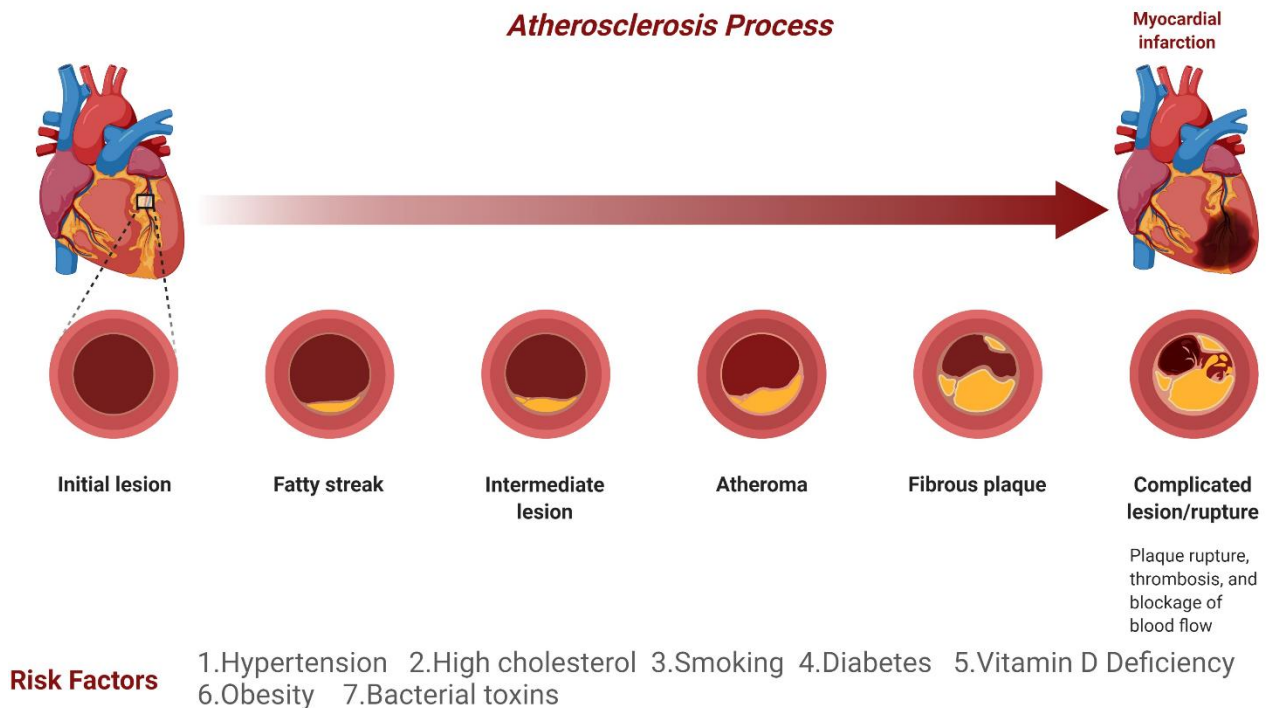 Atherosclerosis Process
Myocardial
infarction
Initial lesion
Fatty streak
Intermediate
lesion
Atheroma
Fibrous plaque
Complicated
lesion/rupture
Plaque rupture,
thrombosis, and
blockage of
blood flow
Risk Factors
1.Hypertension 2.High cholesterol 3.Smoking 4.Diabetes 5.Vitamin D Deficiency
6.Obesity 7.Bacterial toxins